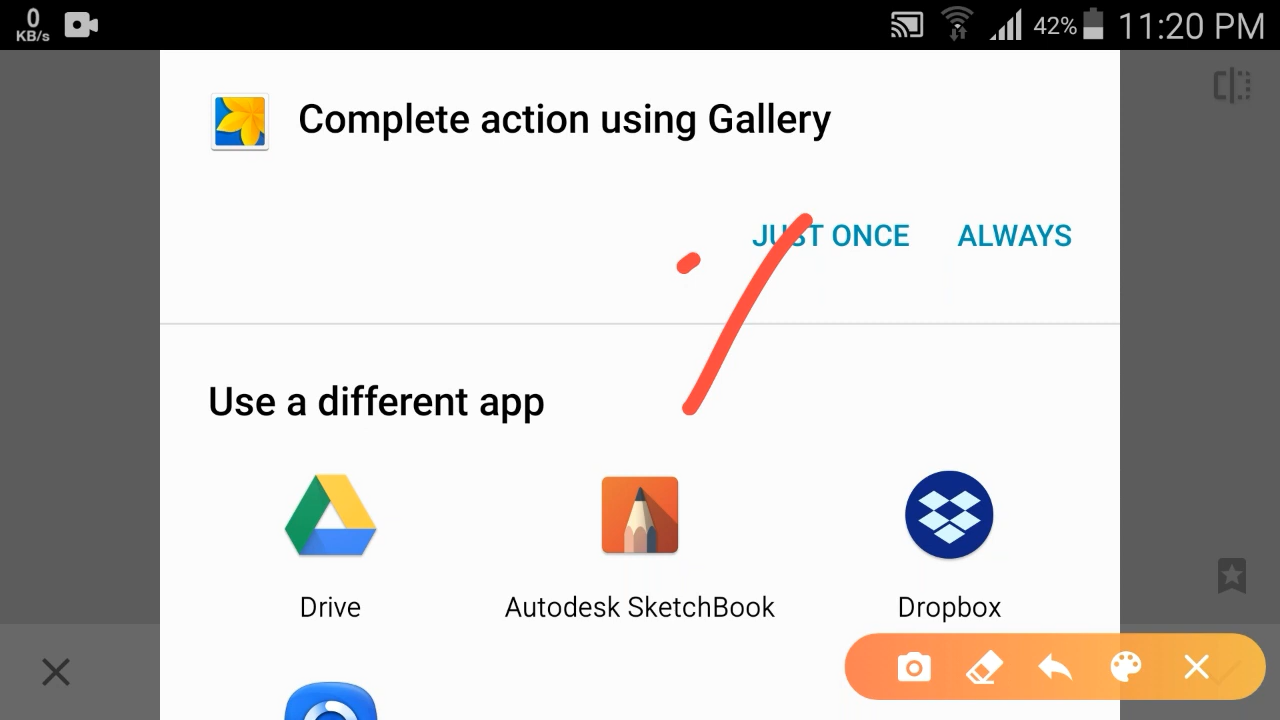 0
KB/s
42%
11:20 PM
Complete action using Gallery
JUST ONCE
ALWAYS
Use a different app
Drive
Autodesk SketchBook
Dropbox